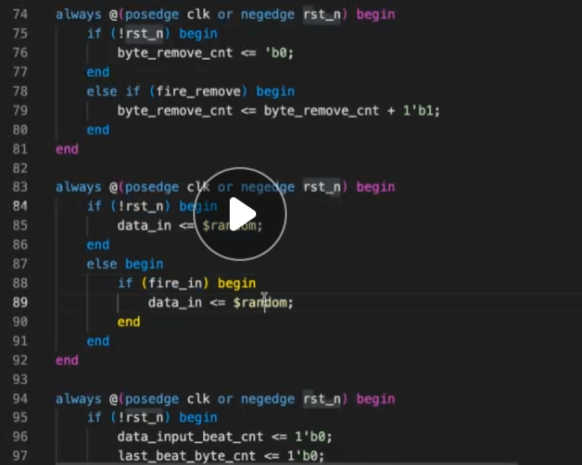 74 always @(posedge clk or negedge rst_n) begin
75 if (!rst_n) begin
76 byte_remove_cnt <= 'b0;
77 end
78 else if (fire_remove) begin
79 byte_remove_cnt <= byte_remove_cnt + 1'b1;
80 end
81 end
82
83 always @(posedge clk or negedge rst_n) begin
84 if (!rst_n) begin
85 data_in <= $random;
86 end
87 else begin
88 if (fire_in) begin
89 data_in <= $random;
90 end
91 end
92 end
93
94 always @(posedge clk or negedge rst_n) begin
95 if (!rst_n) begin
96 data_input_beat_cnt <= 1'b0;
97 last_beat_byte_cnt <= 1'b0;